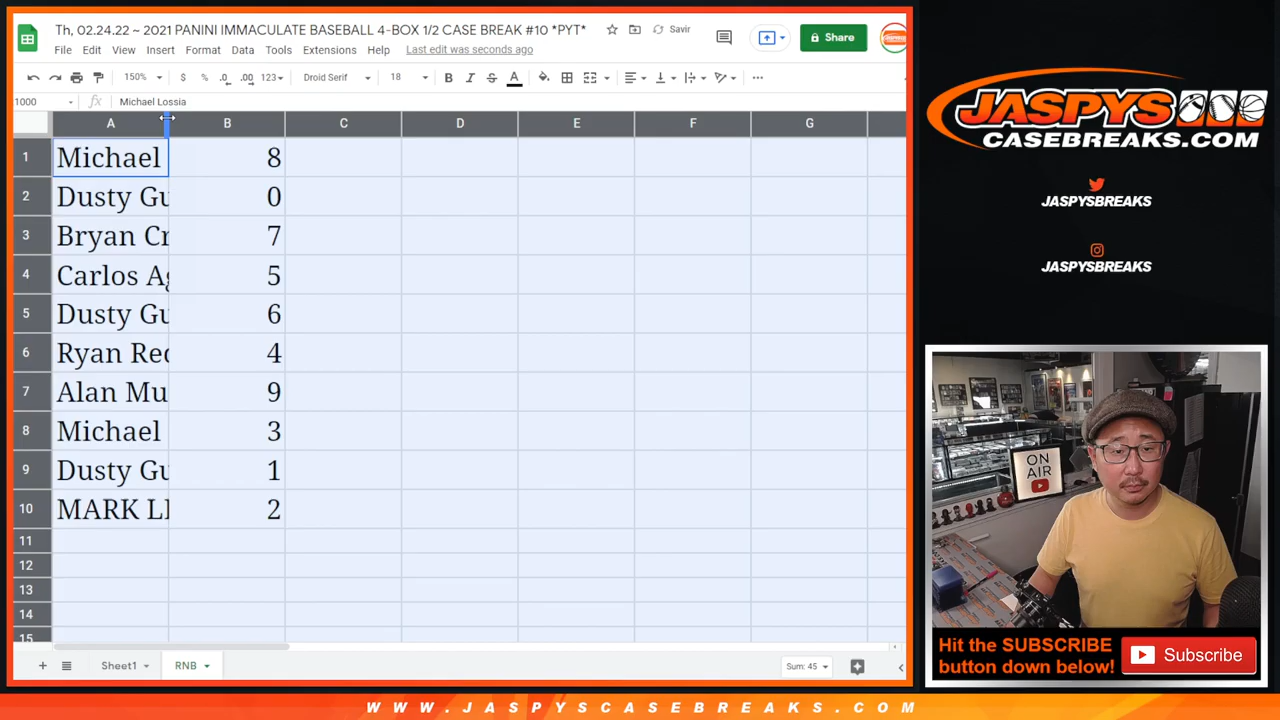 Th, 02.24.22 ~ 2021 PANINI IMMACULATE BASEBALL 4-BOX 1/2 CASE BREAK #10 *PYT*
Savir
File Edit View Insert Format Data Tools Extensions Help Last edit was seconds ago
Share
150% $ % .0 .00 123 Droid Serif 18 B I S A
1000 fx Michael Lossia
A B C D E F G
1 Michael 8
2 Dusty Gu 0
3 Bryan Cr 7
4 Carlos Ag 5
5 Dusty Gu 6
6 Ryan Red 4
7 Alan Mu 9
8 Michael 3
9 Dusty Gu 1
10 MARK LI 2
11
12
13
14
15
Sheet1 RNB Sum: 45
JASPYS
CASEBREAKS.COM
JASPYSBREAKS
JASPYSBREAKS
ON
AIR
Hit the SUBSCRIBE
button down below!
Subscribe
WWW.JASPYSCASEBREAKS.COM